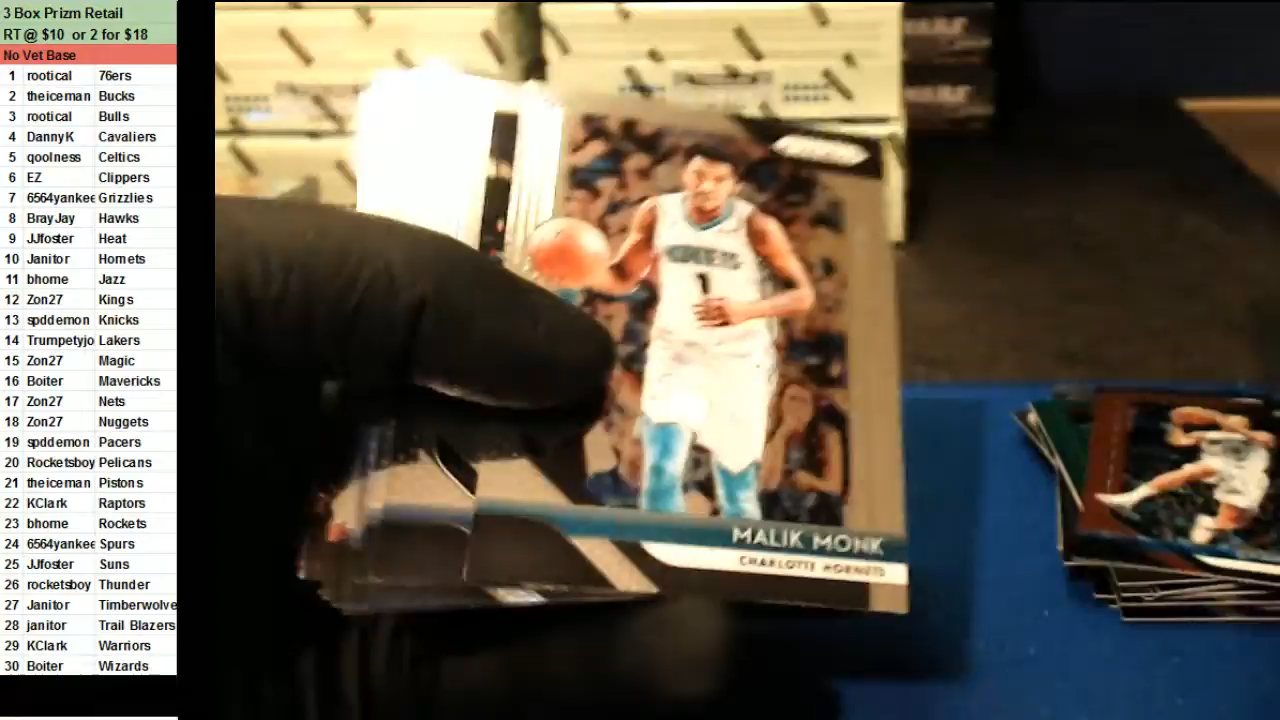 3 Box Prizm Retail
RT @ $10 or 2 for $18
No Vet Base
1 rootical 76ers
2 theiceman Bucks
3 rootical Bulls
4 DannyK Cavaliers
5 qoolness Celtics
6 EZ Clippers
7 6564yankee Grizzlies
8 BrayJay Hawks
9 JJfoster Heat
10 Janitor Hornets
11 bhome Jazz
12 Zon27 Kings
13 spddemon Knicks
14 Trumpetyjo Lakers
15 Zon27 Magic
16 Boiter Mavericks
17 Zon27 Nets
18 Zon27 Nuggets
19 spddemon Pacers
20 Rocketsboy Pelicans
21 theiceman Pistons
22 KClark Raptors
23 bhome Rockets
24 6564yankee Spurs
25 JJfoster Suns
26 rocketsboy Thunder
27 Janitor Timberwolve
28 janitor Trail Blazers
29 KClark Warriors
30 Boiter Wizards
PRIZM
HORNETS
1
MALIK MONK
CHARLOTTE HORNETS